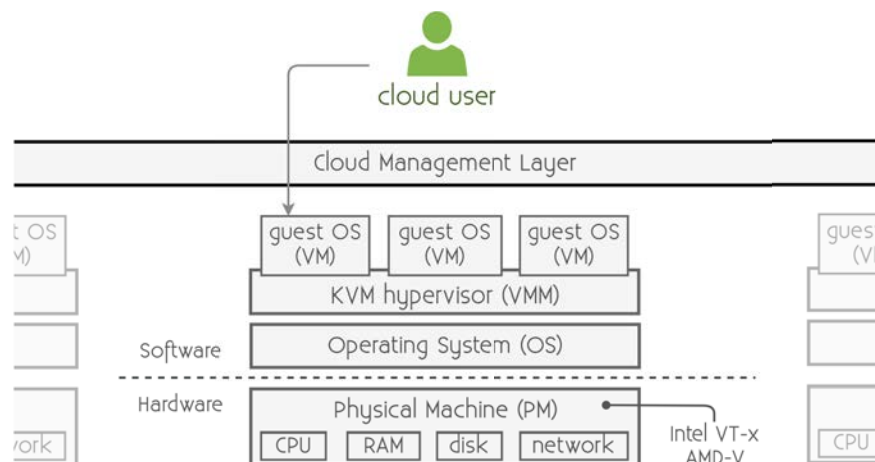 cloud user
Cloud Management Layer
guest OS
(VM)
guest OS
(VM)
guest OS
(VM)
KVM hypervisor (VMM)
Operating System (OS)
Software
Hardware
Physical Machine (PM)
CPU
RAM
disk
network
Intel VT-x
AMD-V
OS
CPU